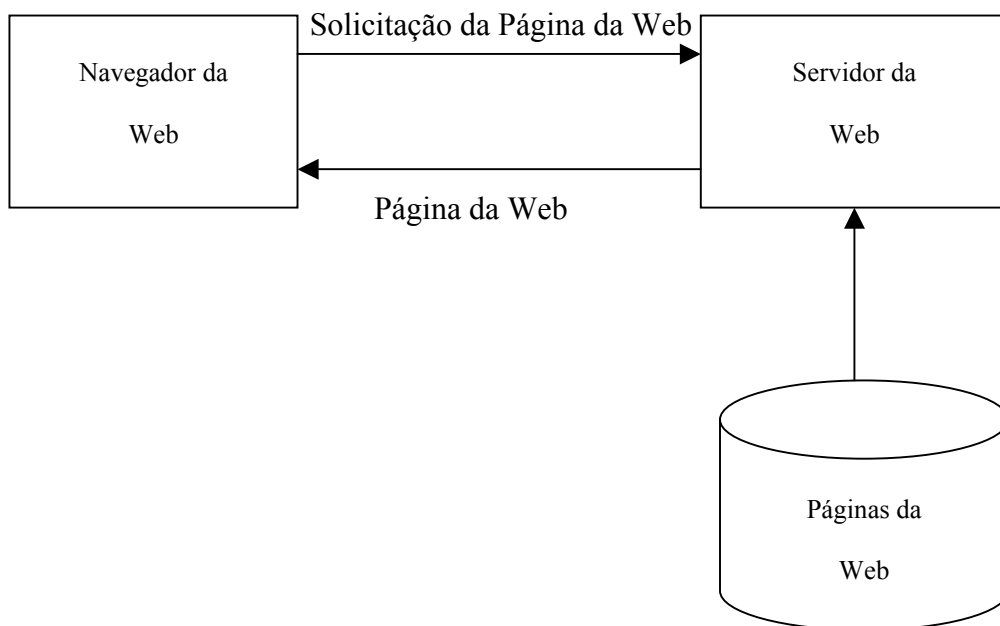 Solicitação da Página da Web
Navegador da
Web
Servidor da
Web
Página da Web
Páginas da
Web